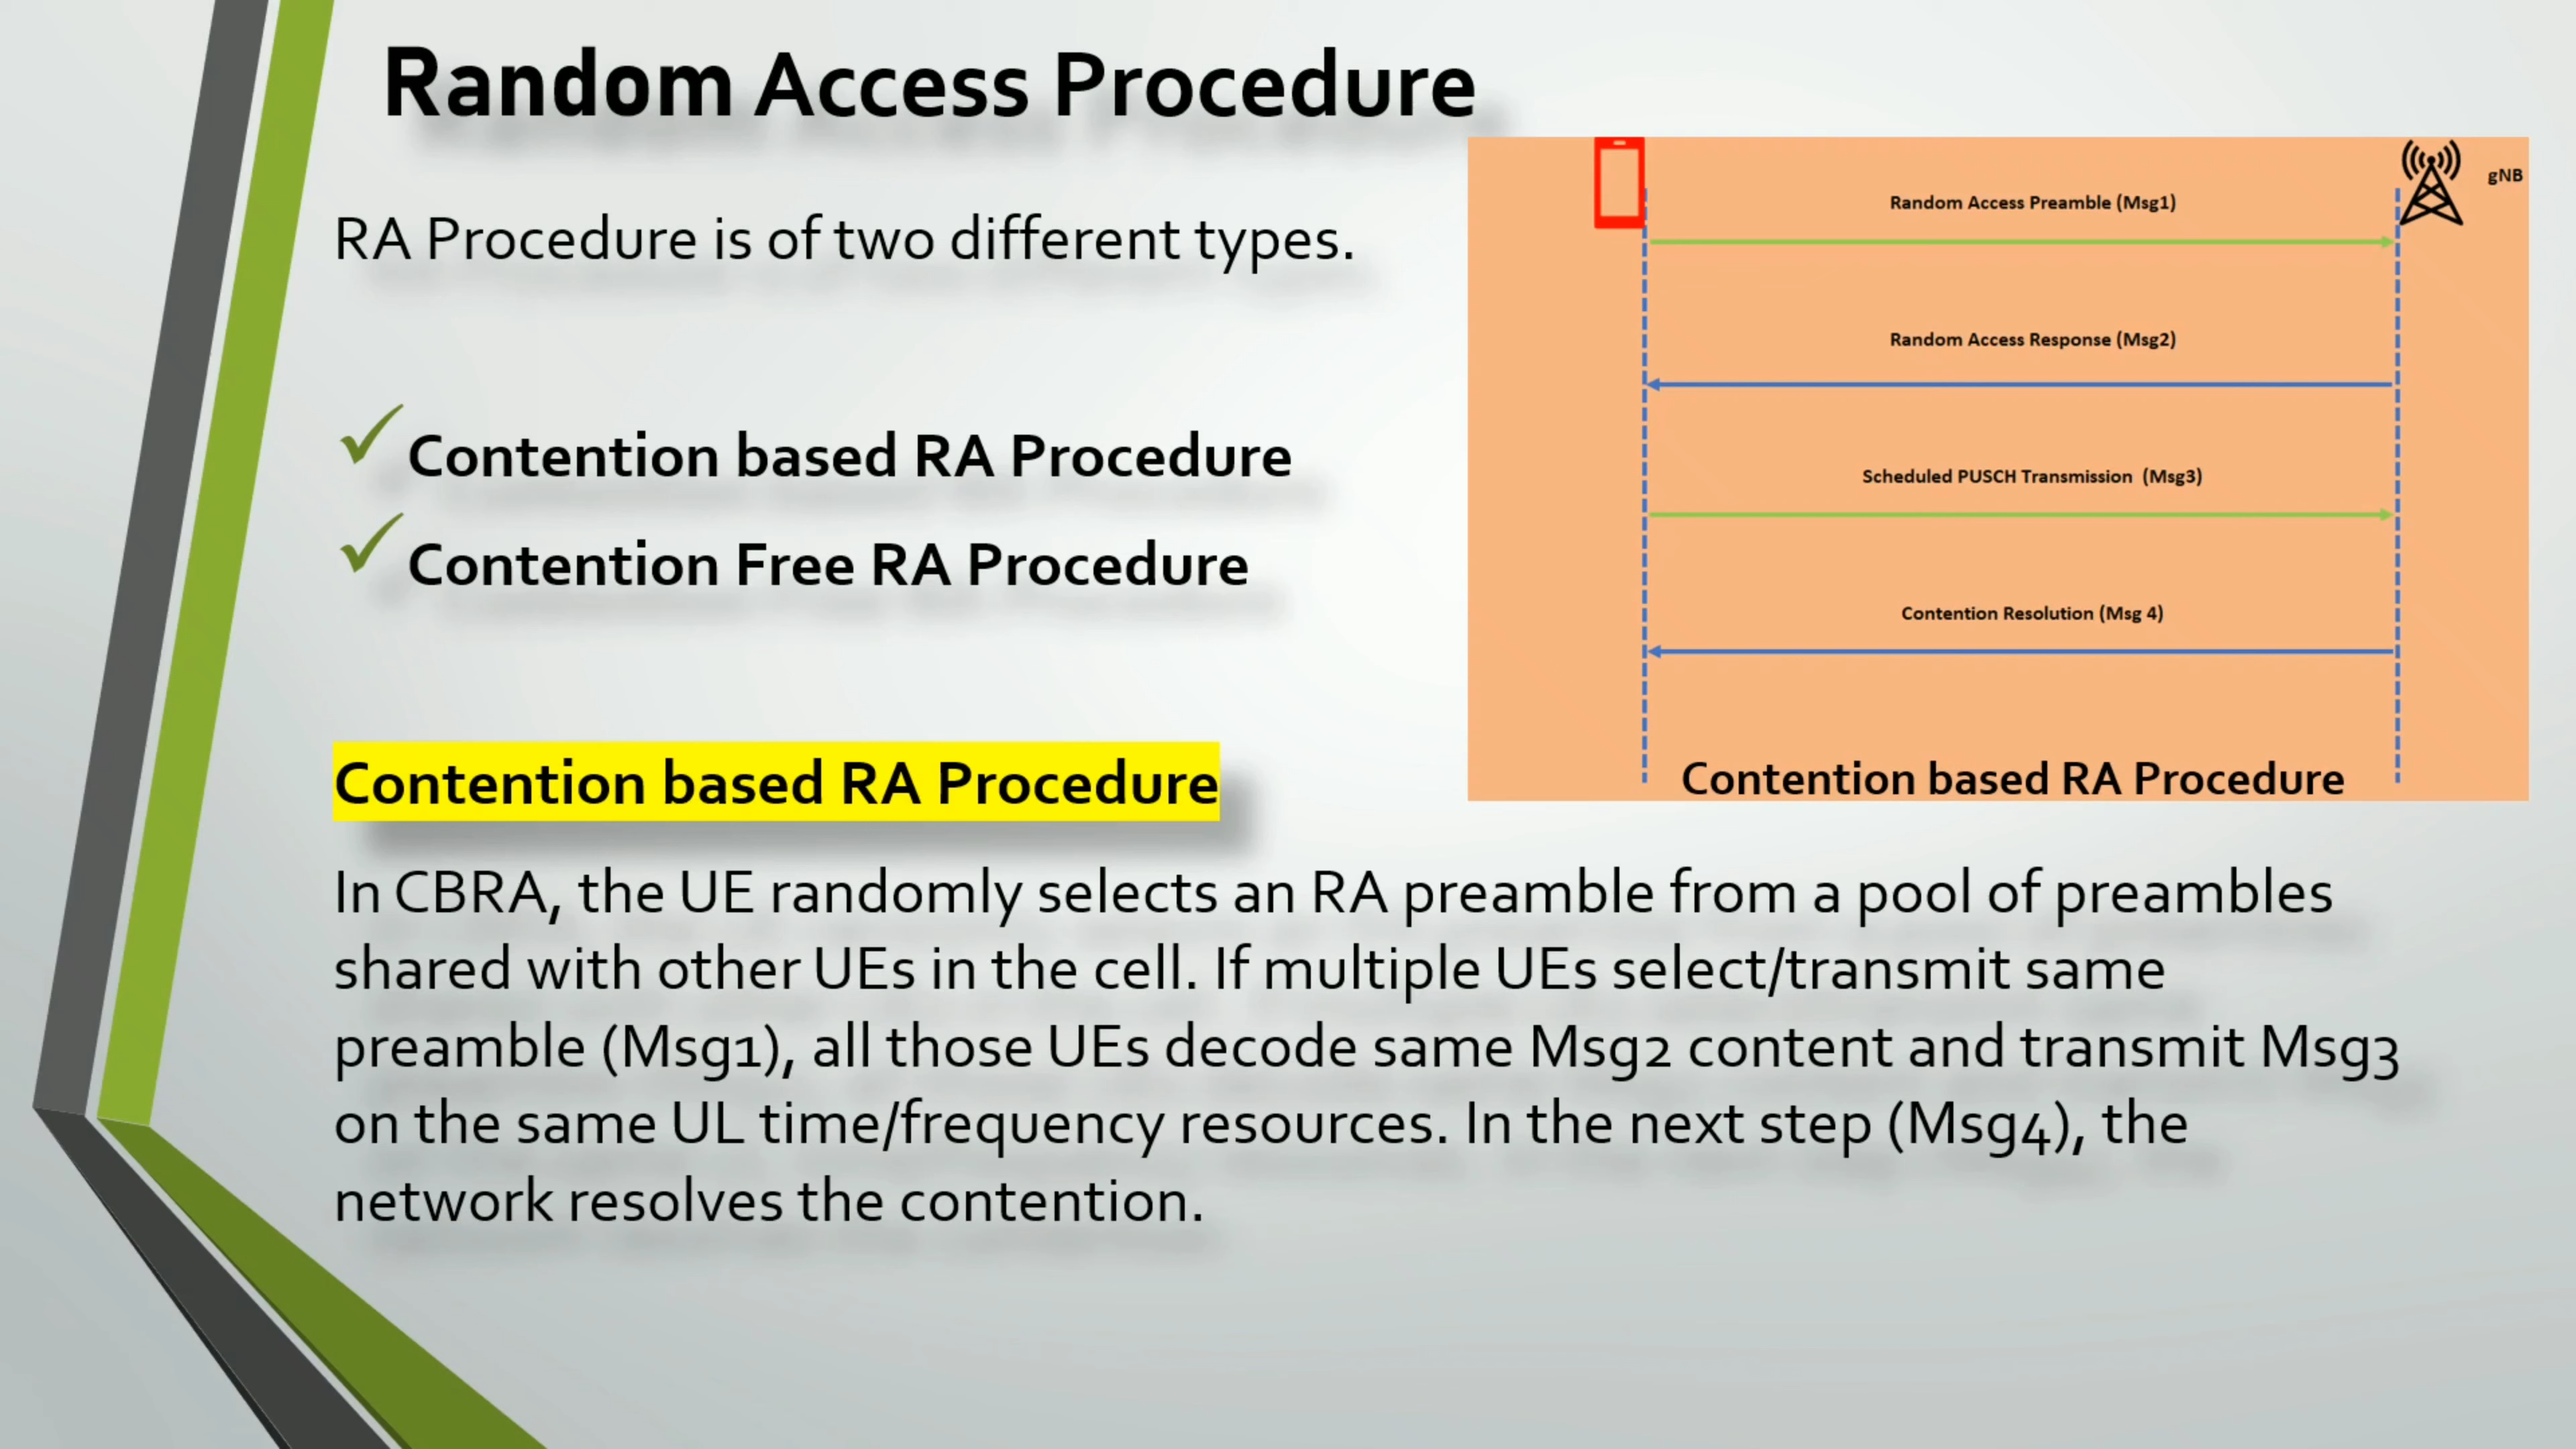 Random Access Procedure
RA Procedure is of two different types.
Contention based RA Procedure
Contention Free RA Procedure
gNB
Random Access Preamble (Msg1)
Random Access Response (Msg2)
Scheduled PUSCH Transmission (Msg3)
Contention Resolution (Msg 4)
Contention based RA Procedure
Contention based RA Procedure
In CBRA, the UE randomly selects an RA preamble from a pool of preambles
shared with other UEs in the cell. If multiple UEs select/transmit same
preamble (Msg1), all those UEs decode same Msg2 content and transmit Msg3
on the same UL time/frequency resources. In the next step (Msg4), the
network resolves the contention.